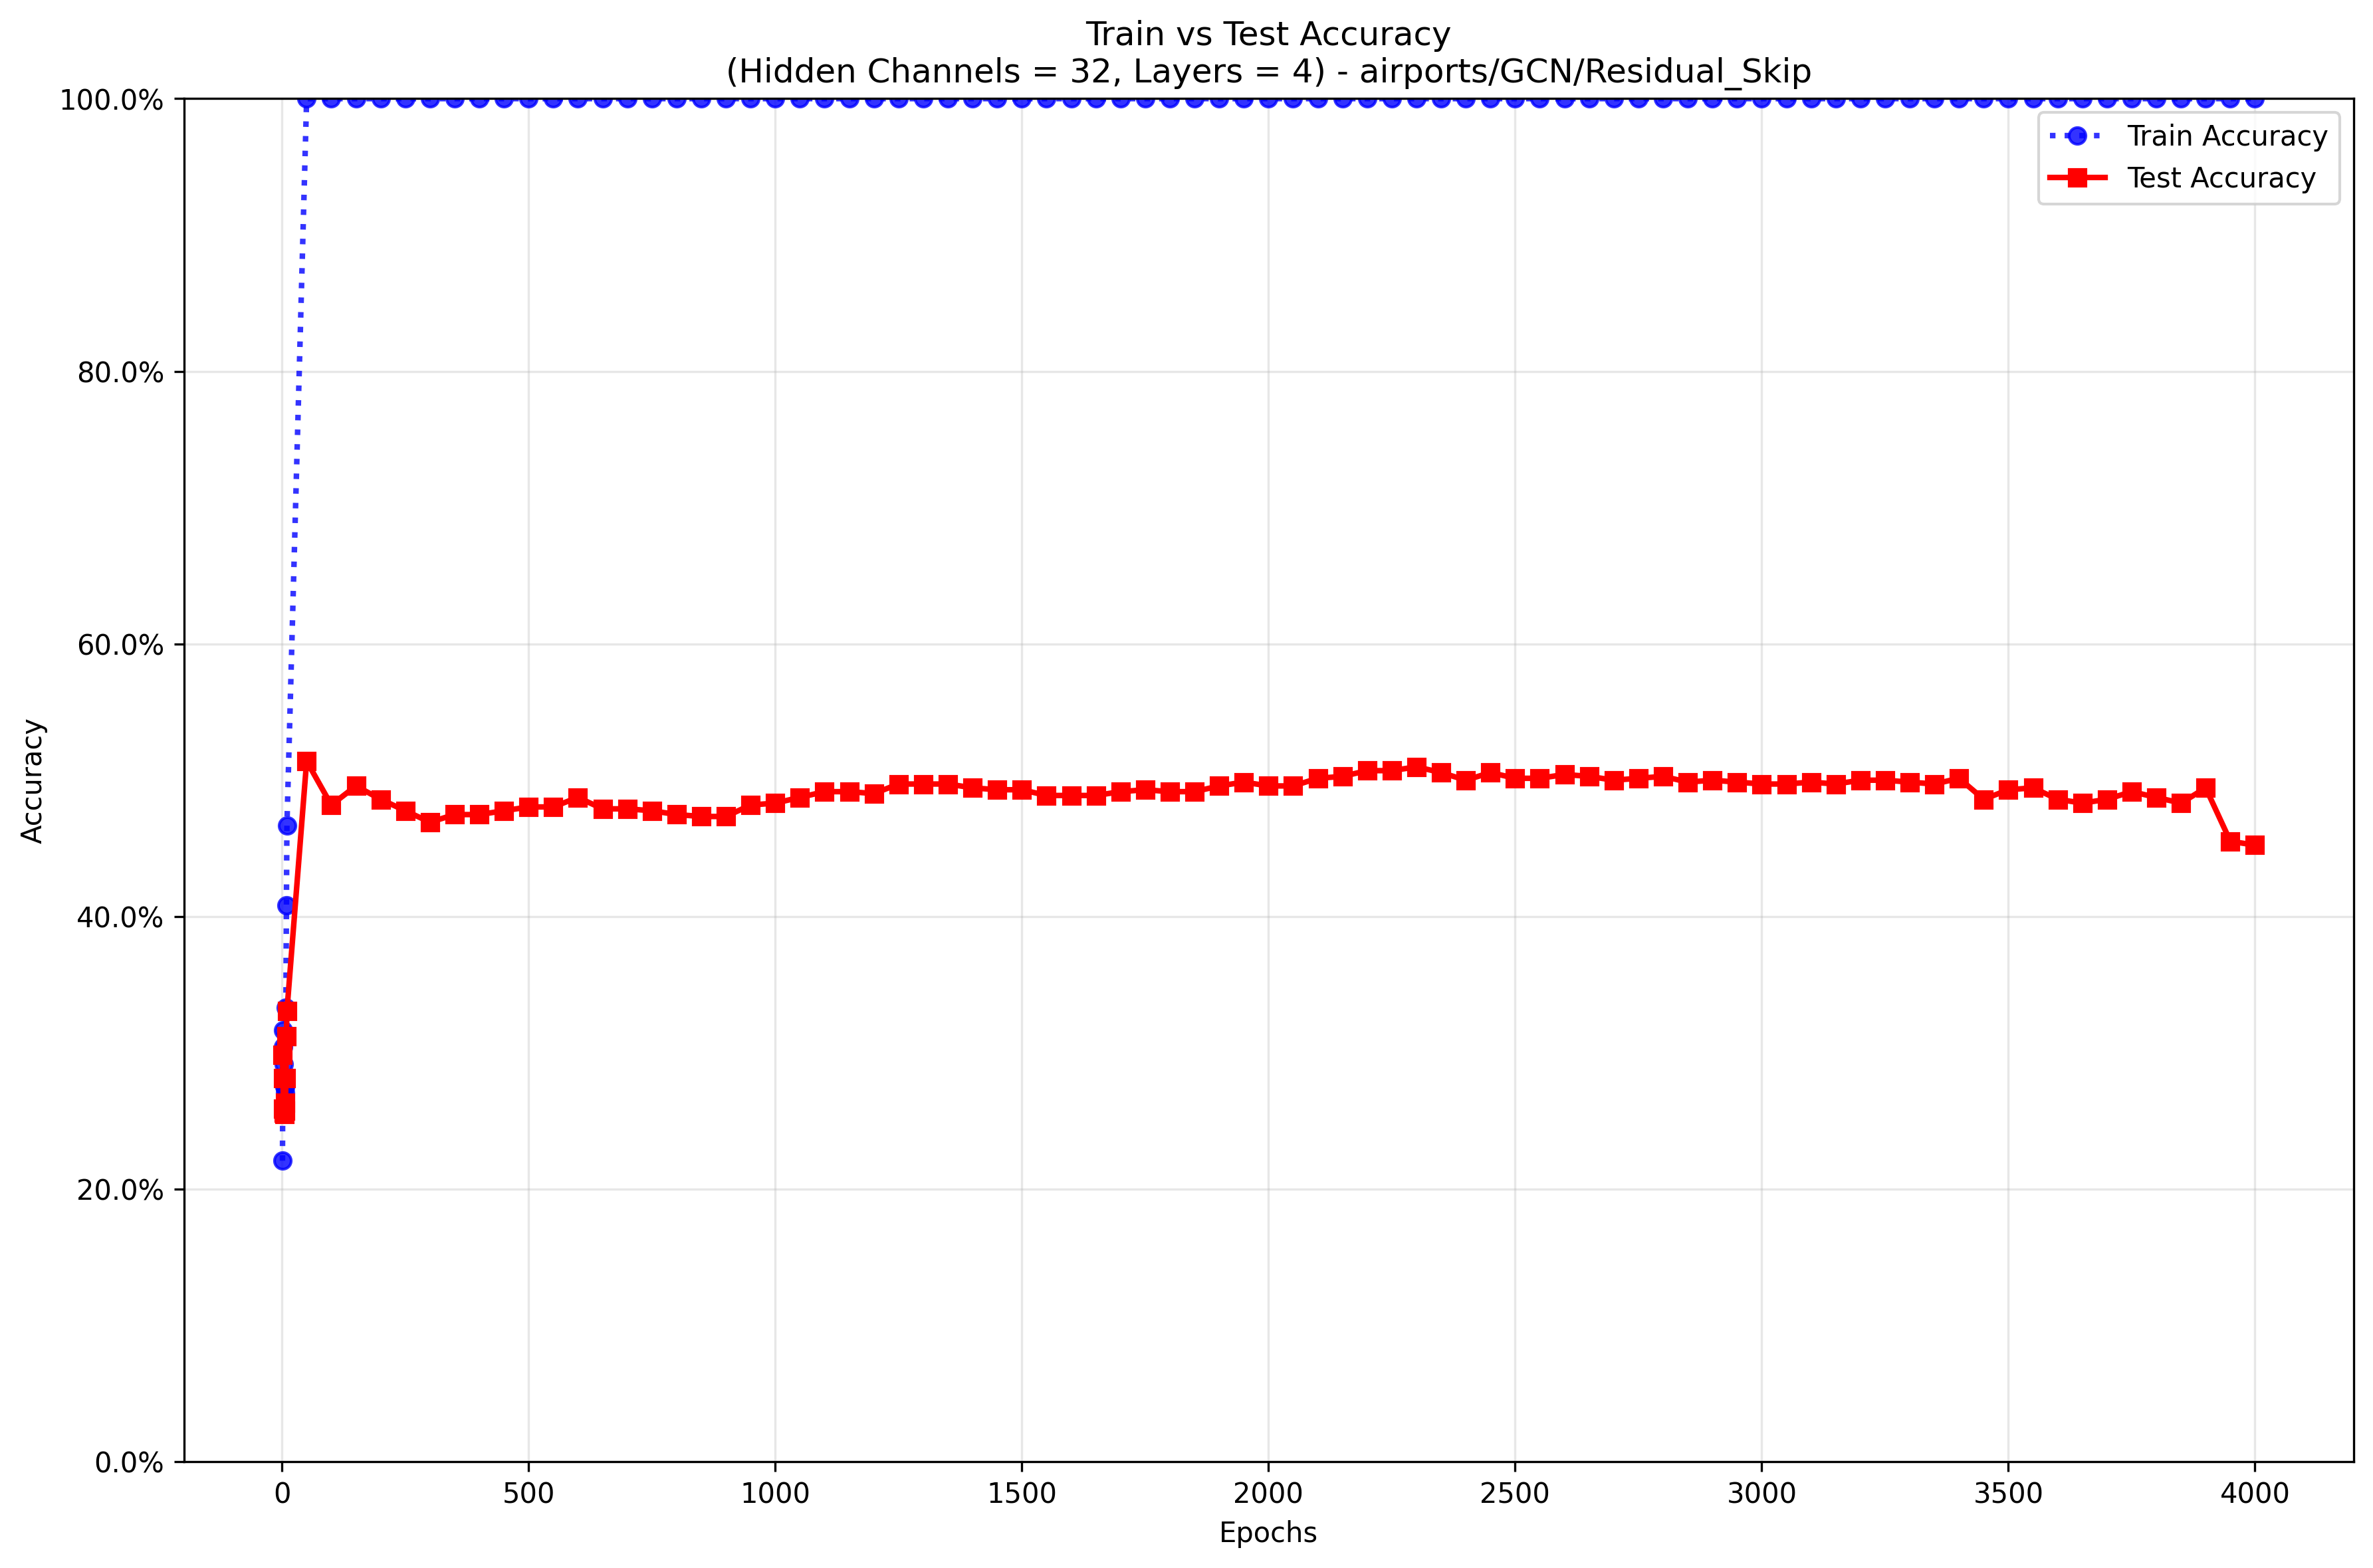 Train vs Test Accuracy
(Hidden Channels = 32, Layers = 4) - airports/GCN/Residual_Skip
100.0%
80.0%
60.0%
40.0%
20.0%
0.0%
Accuracy
Train Accuracy
Test Accuracy
0 500 1000 1500 2000 2500 3000 3500 4000
Epochs